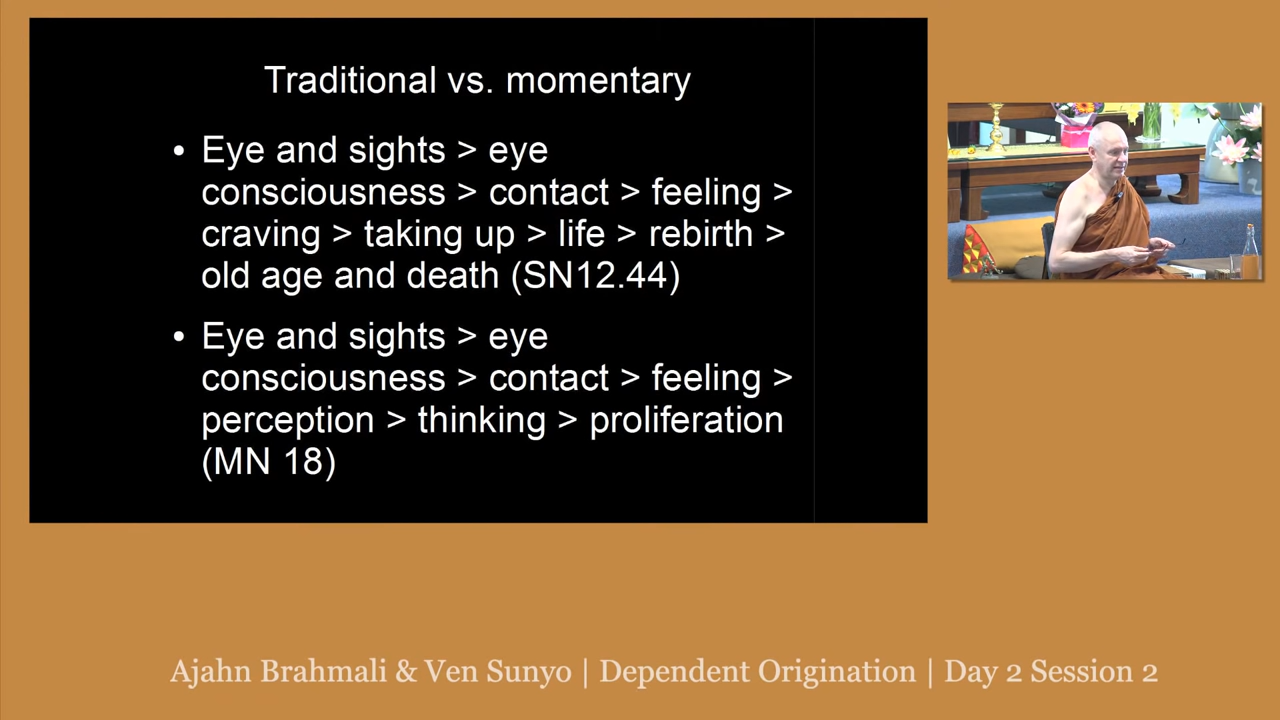 Traditional vs. momentary
• Eye and sights > eye
consciousness > contact > feeling >
craving > taking up > life > rebirth >
old age and death (SN12.44)
• Eye and sights > eye
consciousness > contact > feeling >
perception > thinking > proliferation
(MN 18)
Ajahn Brahmali & Ven Sunyo | Dependent Origination | Day 2 Session 2